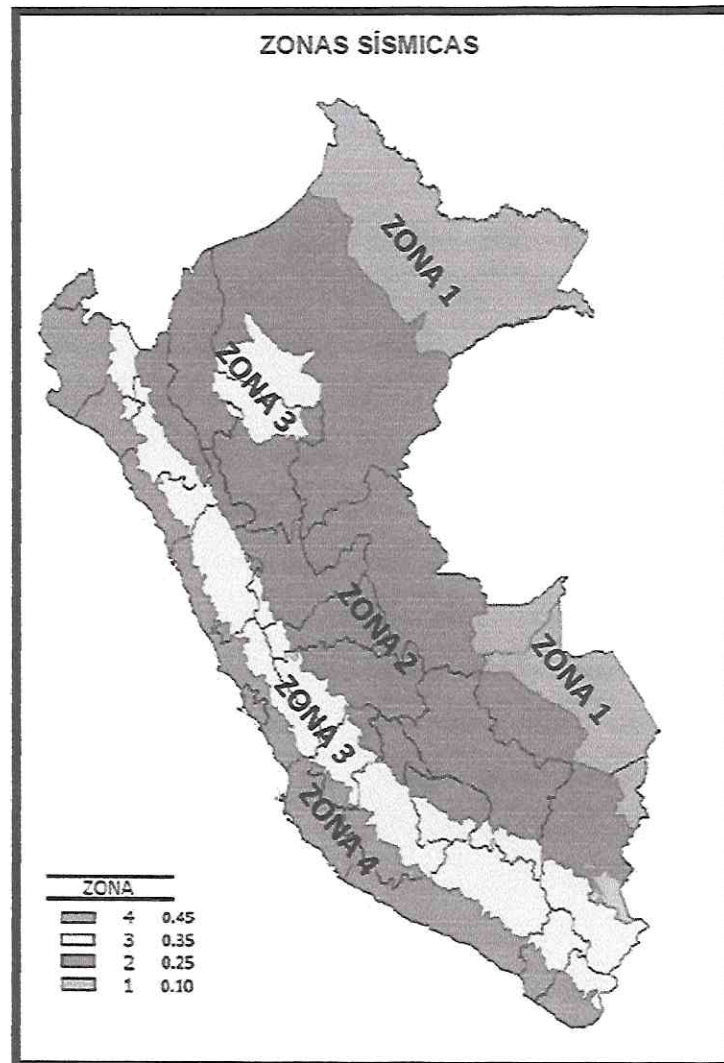 ZONAS SÍSMICAS
ZONA 1
ZONA 3
ZONA 2
ZONA 1
ZONA 3
ZONA 4
ZONA
4 0.45
3 0.35
2 0.25
1 0.10